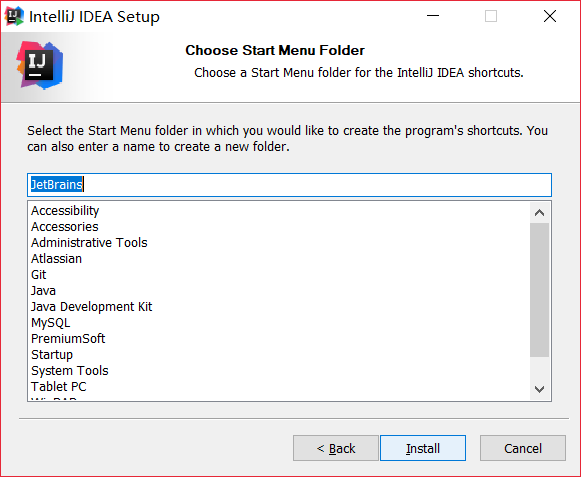 IntelliJ IDEA Setup
IJ
Choose Start Menu Folder
Choose a Start Menu folder for the IntelliJ IDEA shortcuts.
Select the Start Menu folder in which you would like to create the program's shortcuts. You
can also enter a name to create a new folder.
JetBrains
Accessibility
Accessories
Administrative Tools
Atlassian
Git
Java
Java Development Kit
MySQL
PremiumSoft
Startup
System Tools
Tablet PC
< Back Install Cancel